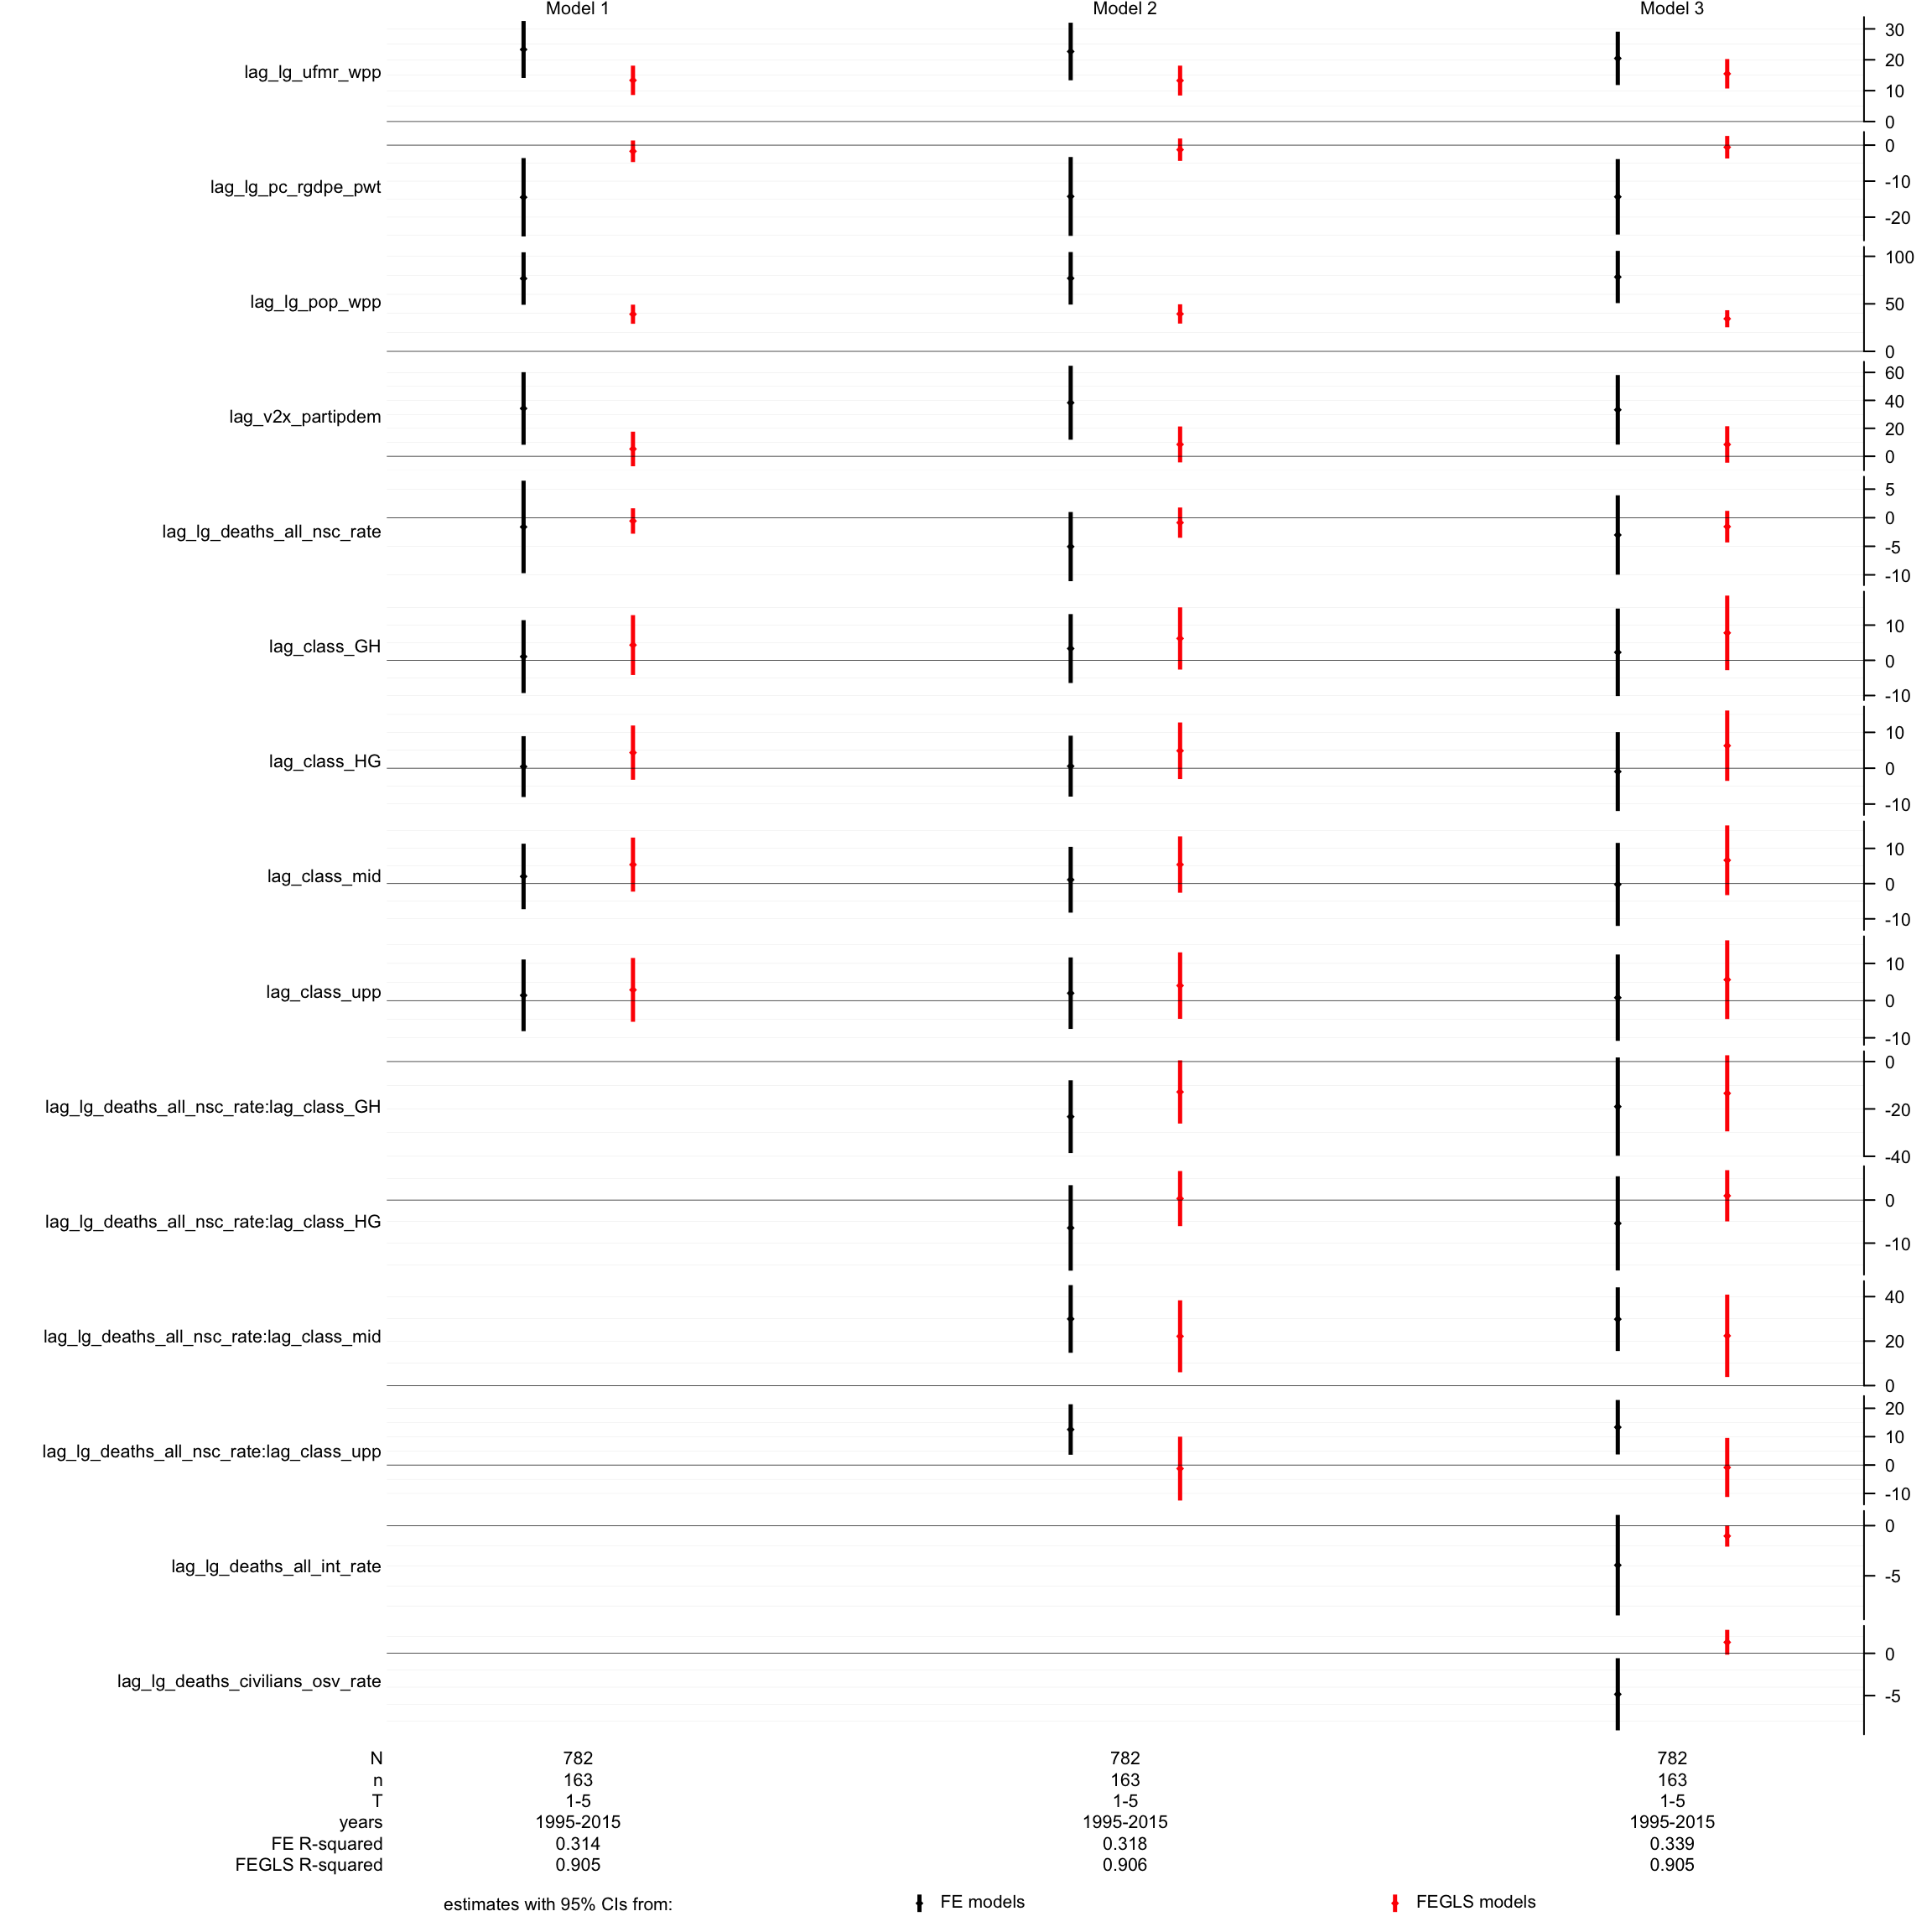 Model 1 Model 2 Model 3
lag_lg_ufmr_wpp
30
20
10
0
lag_lg_pc_rgdpe_pwt
0
-10
-20
lag_lg_pop_wpp
100
50
0
lag_v2x_partipdem
60
40
20
0
lag_lg_deaths_all_nsc_rate
5
0
-5
-10
lag_class_GH
10
0
-10
lag_class_HG
10
0
-10
lag_class_mid
10
0
-10
lag_class_upp
10
0
-10
lag_lg_deaths_all_nsc_rate:lag_class_GH
0
-20
-40
lag_lg_deaths_all_nsc_rate:lag_class_HG
0
-10
lag_lg_deaths_all_nsc_rate:lag_class_mid
40
20
0
lag_lg_deaths_all_nsc_rate:lag_class_upp
20
10
0
-10
lag_lg_deaths_all_int_rate
0
-5
lag_lg_deaths_civilians_osv_rate
0
-5
N 782 782 782
n 163 163 163
T 1-5 1-5 1-5
years 1995-2015 1995-2015 1995-2015
FE R-squared 0.314 0.318 0.339
FEGLS R-squared 0.905 0.906 0.905
estimates with 95% CIs from: FE models FEGLS models